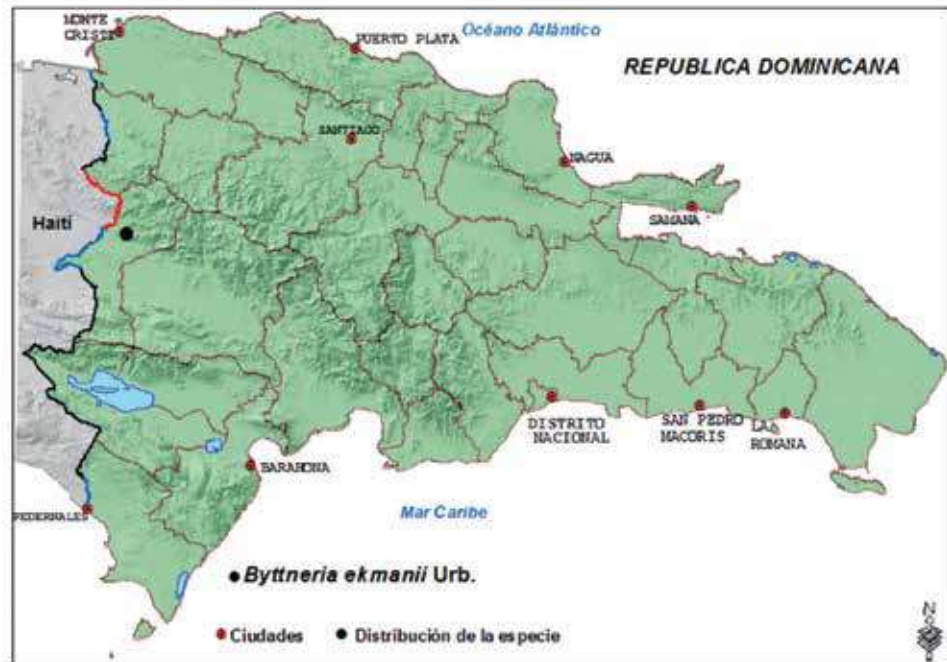 MONTE
CRISTI
PUERTO PLATA
Océano Atlántico
REPUBLICA DOMINICANA
SANTIAGO
NAGUA
SAMANA
Haití
DISTRITO
NACIONAL
SAN PEDRO
MACORIS
LA
ROMANA
BARAHONA
PEDERNALES
Mar Caribe
Byttneria ekmanii Urb.
Ciudades
Distribución de la especie
N